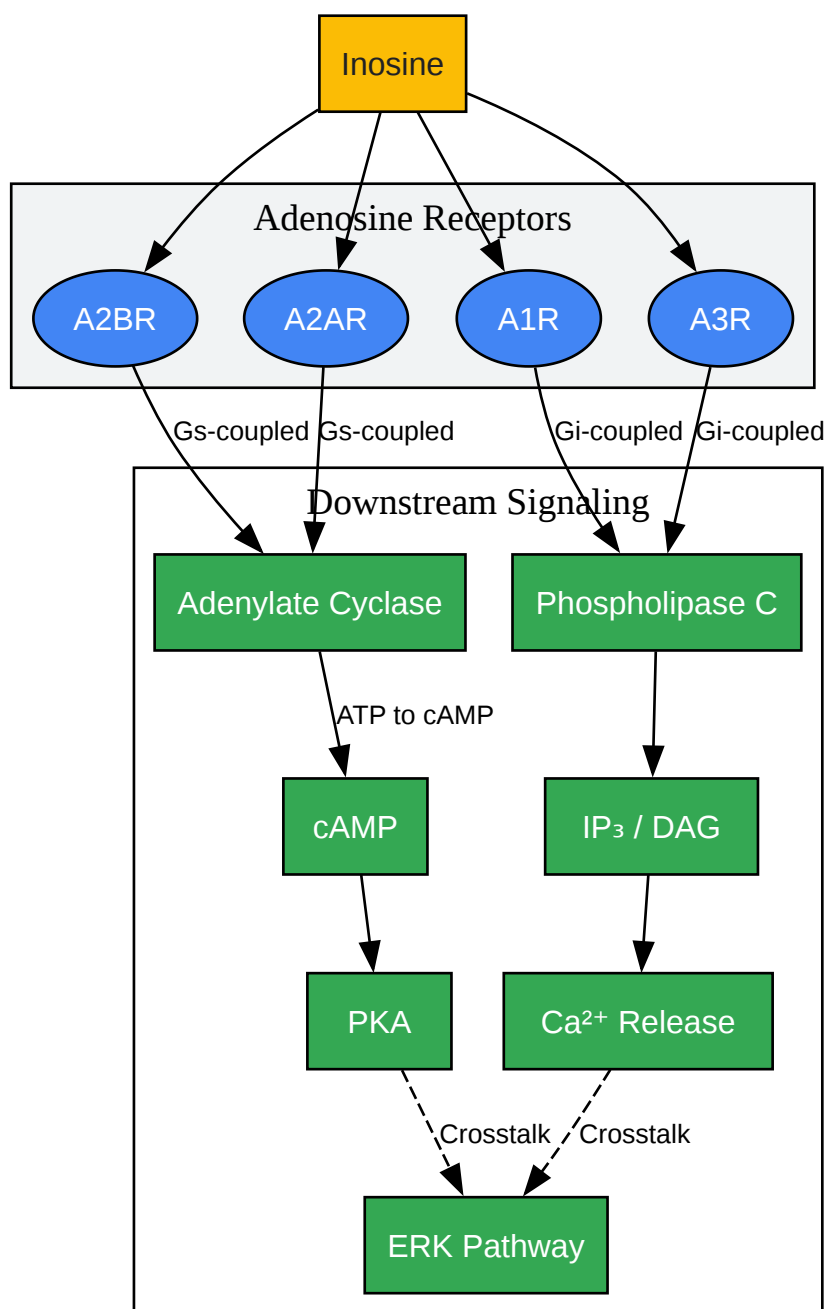 Inosine
Adenosine Receptors
A2BR
A2AR
A1R
A3R
Gs-coupled
Gs-coupled
Gi-coupled
Gi-coupled
Downstream Signaling
Adenylate Cyclase
Phospholipase C
ATP to cAMP
cAMP
IP₃ / DAG
PKA
Ca²⁺ Release
Crosstalk
Crosstalk
ERK Pathway